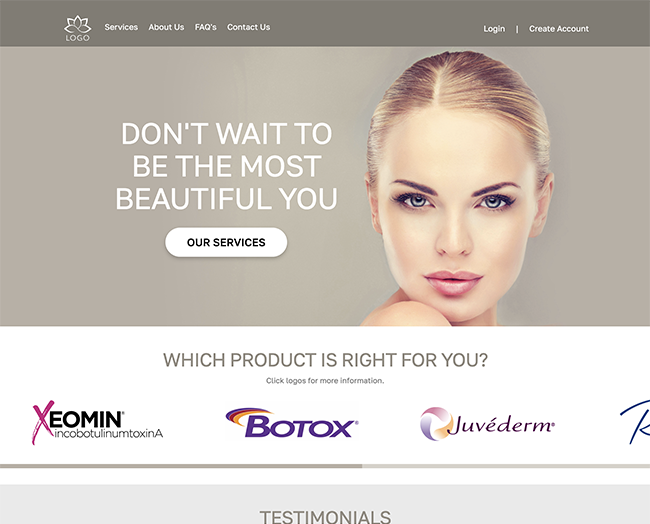 LOGO
Services About Us FAQ's Contact Us
Login | Create Account
DON'T WAIT TO
BE THE MOST
BEAUTIFUL YOU
OUR SERVICES
WHICH PRODUCT IS RIGHT FOR YOU?
Click logos for more information.
XEOMIN®
incobotulinumtoxinA
BOTOX®
Juvéderm®
R
TESTIMONIALS